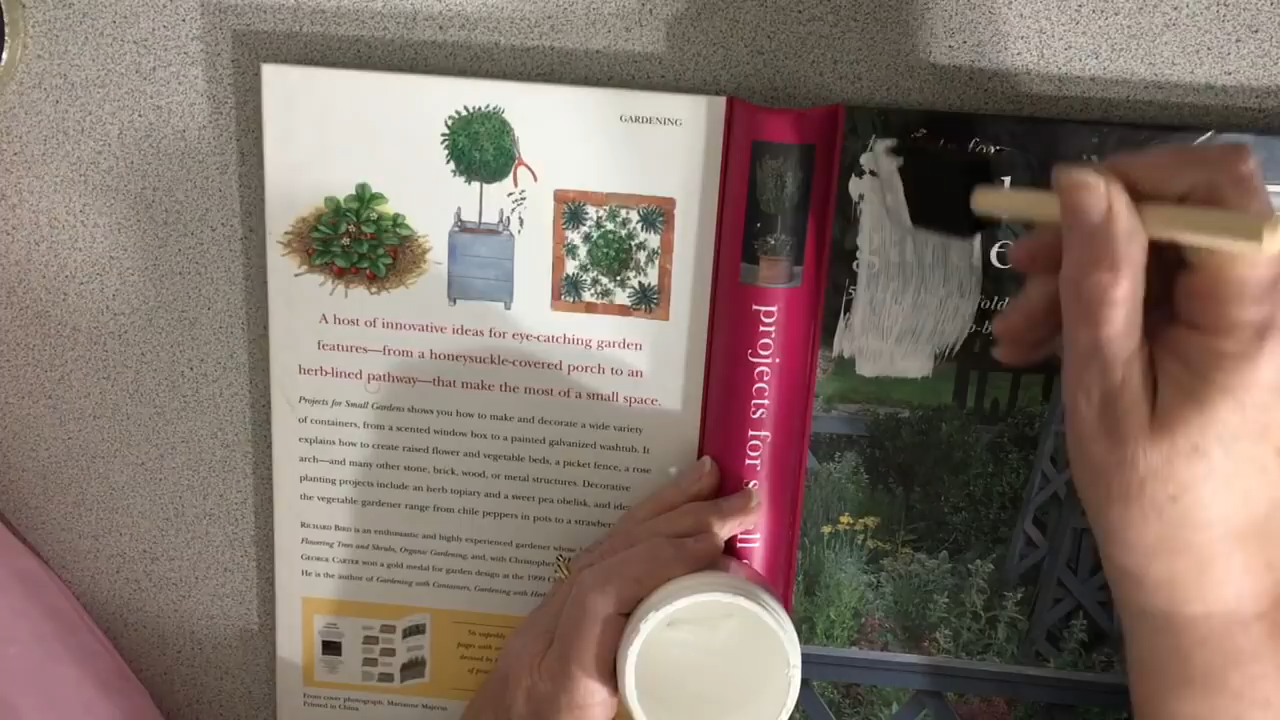 GARDENING
A host of innovative ideas for eye-catching garden
features—from a honeysuckle-covered porch to an
herb-lined pathway—that make the most of a small space.
Projects for Small Gardens shows you how to make and decorate a wide variety
of containers, from a scented window box to a painted galvanized washtub. It
explains how to create raised flower and vegetable beds, a picket fence, a rose
arch—and many other stone, brick, wood, or metal structures. Decorative
planting projects include an herb topiary and a sweet pea obelisk, and
the vegetable gardener range from chile peppers in pots to a
RICHARD BIRD is an enthusiastic and highly experienced gardener whose
Flowering Trees and Shrubs, Organic Gardening, and, with Christopher
GEORGE CARTER won a gold medal for garden design at the 1999
He is the author of Gardening with Containers, Gardening with
From cover photograph: Marianne Majerus
Printed in China.
projects for
for